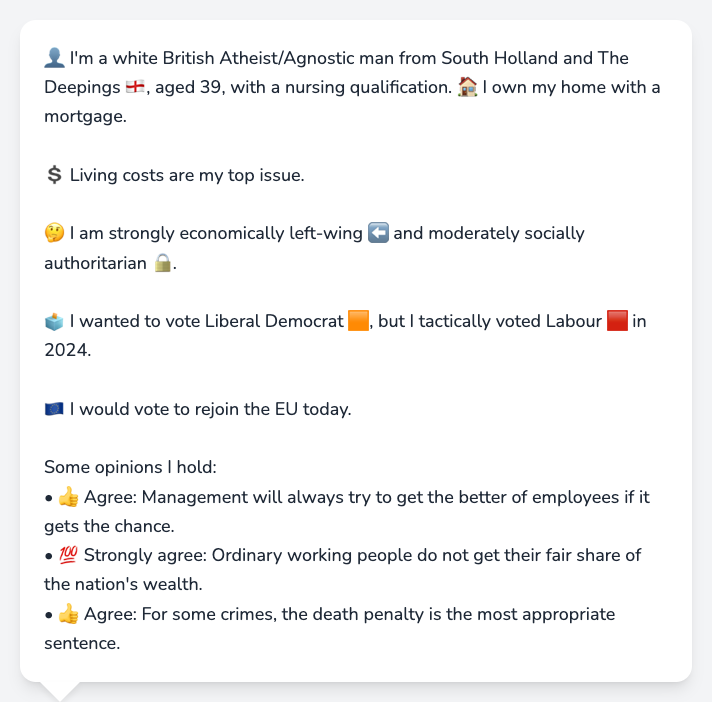 👤 I'm a white British Atheist/Agnostic man from South Holland and The
Deepings 🏴󠁧󠁢󠁥󠁮󠁧󠁿, aged 39, with a nursing qualification. 🏠 I own my home with a
mortgage.
💲 Living costs are my top issue.
🤔 I am strongly economically left-wing ⬅️ and moderately socially
authoritarian 🔒.
🗳️ I wanted to vote Liberal Democrat 🟧, but I tactically voted Labour 🟥 in
2024.
🇪🇺 I would vote to rejoin the EU today.
Some opinions I hold:
• 👍 Agree: Management will always try to get the better of employees if it
gets the chance.
• 💯 Strongly agree: Ordinary working people do not get their fair share of
the nation's wealth.
• 👍 Agree: For some crimes, the death penalty is the most appropriate
sentence.